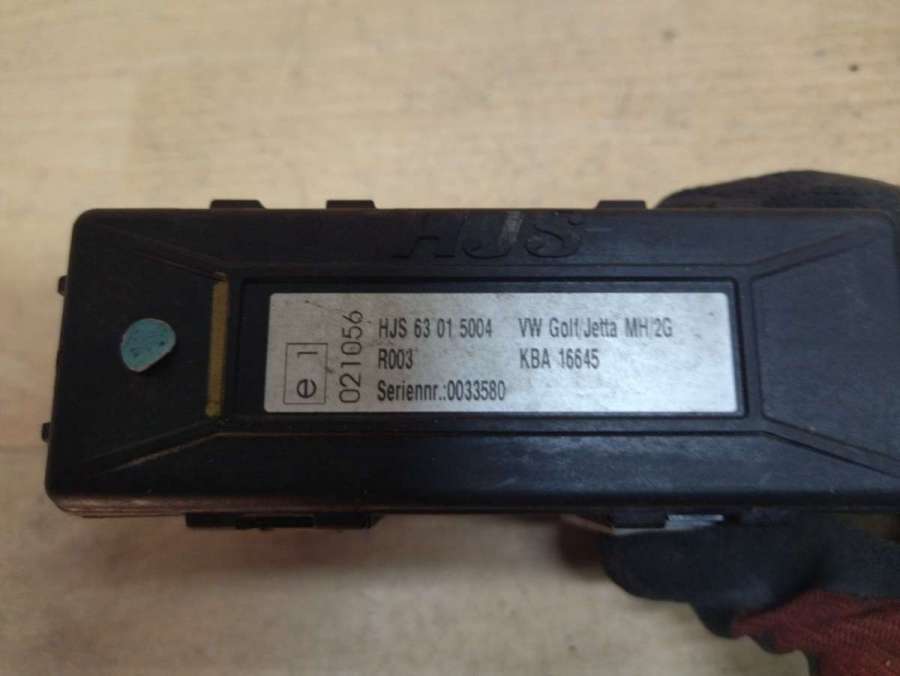 HJS
e 1
021056
HJS 63 01 5004 VW Golf/Jetta MH/2G
R003 KBA 16645
Seriennr.:0033580